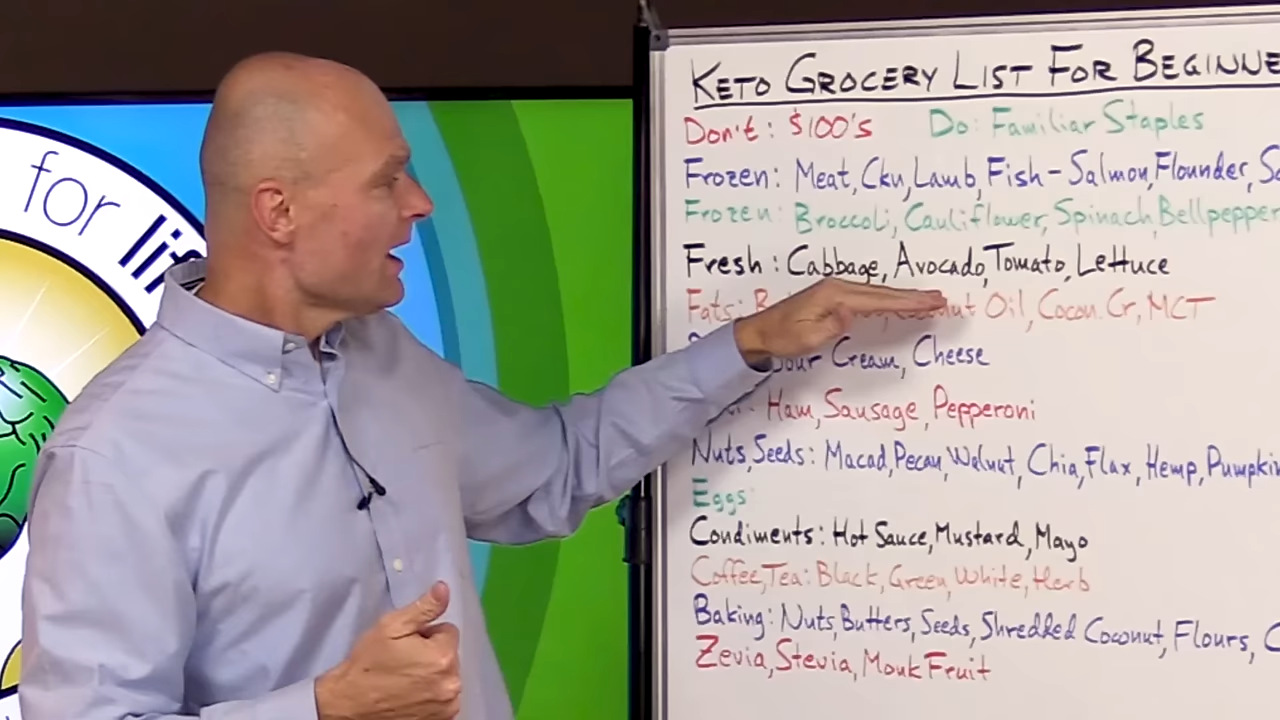 for lif
KETO GROCERY LIST FOR BEGINNE
Don't: $100's Do: Familiar Staples
Frozen: Meat, Ckn, Lamb, Fish - Salmon, Flounder, S
Frozen: Broccoli, Cauliflower, Spinach, Bellpepper
Fresh: Cabbage, Avocado, Tomato, Lettuce
Fats: Oil, Cocon. Cr, MCT
Sour Cream, Cheese
Ham, Sausage, Pepperoni
Nuts, Seeds: Macad, Pecan, Walnut, Chia, Flax, Hemp, Pumpkin
Eggs
Condiments: Hot Sauce, Mustard, Mayo
Coffee, Tea: Black, Green, White, Herb
Baking: Nuts, Butters, Seeds, Shredded Coconut, Flours, C
Zevia, Stevia, Monk Fruit